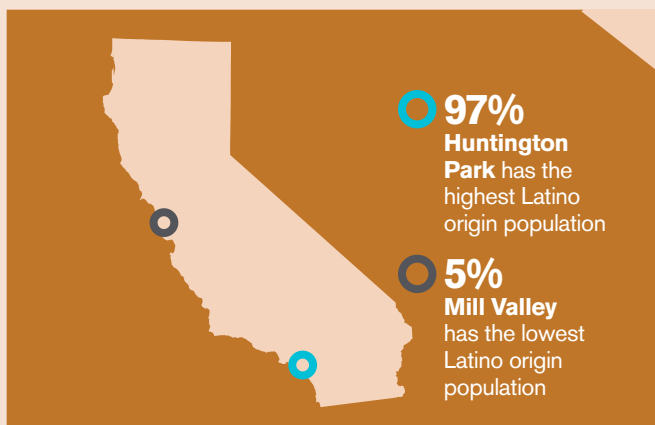 97%
Huntington
Park has the
highest Latino
origin population
5%
Mill Valley
has the lowest
Latino origin
population